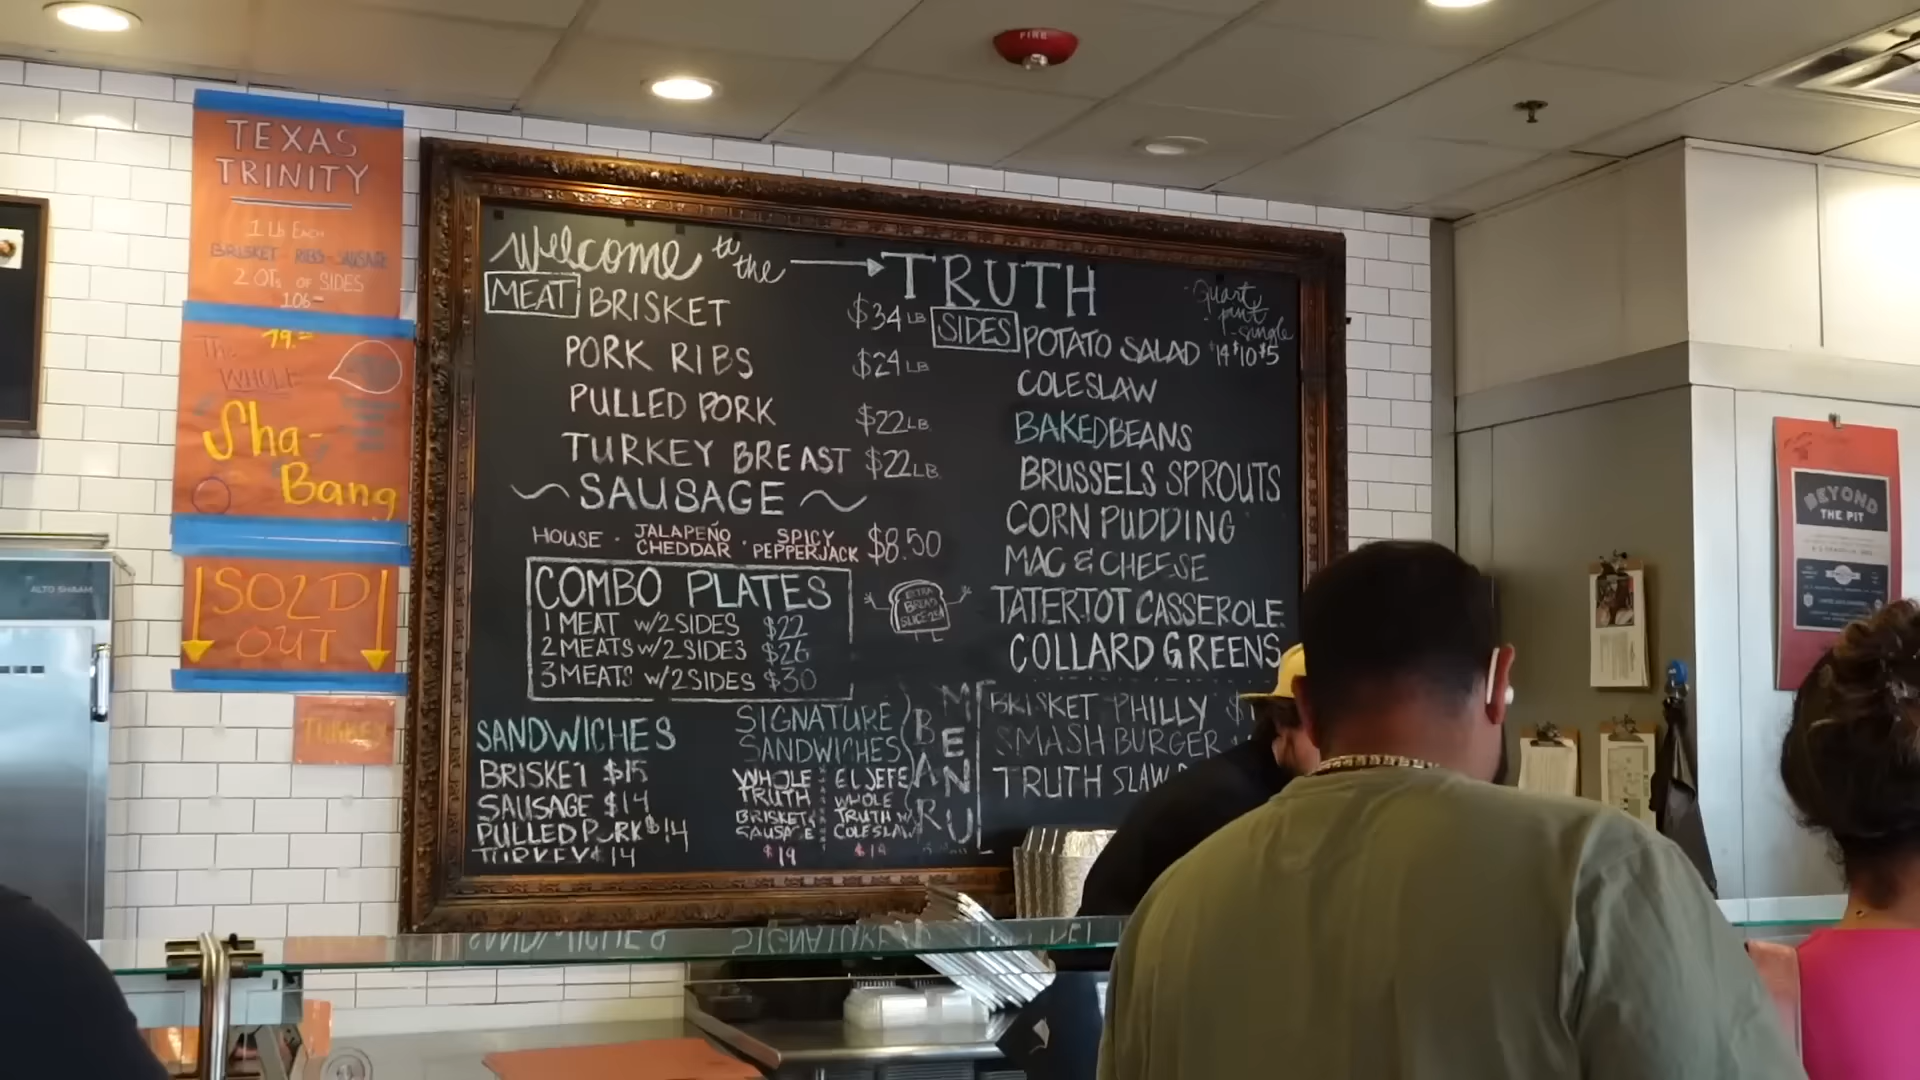 TEXAS
TRINITY
1 Lb EACH
BRISKET - RIBS - SAUSAGE
2 QTs OF SIDES
106-
79.-
The
WHOLE
Sha-
Bang
SOLD
OUT
TURKEY
ALTO SHAAM
FIRE
Welcome to the TRUTH
MEAT
BRISKET $34 LB
PORK RIBS $24 LB
PULLED PORK $22 LB
TURKEY BREAST $22 LB.
SAUSAGE
HOUSE · JALAPEÑO CHEDDAR · SPICY PEPPERJACK $8.50
COMBO PLATES
1 MEAT w/2 SIDES $22
2 MEATS w/2 SIDES $26
3 MEATS w/2 SIDES $30
EXTRA
BREAD
SLICE 25¢
SIDES
Quart
pint
single
$14 $10 $5
POTATO SALAD
COLESLAW
BAKED BEANS
BRUSSELS SPROUTS
CORN PUDDING
MAC & CHEESE
TATERTOT CASSEROLE
COLLARD GREENS
SANDWICHES
BRISKET $15
SAUSAGE $14
PULLED PORK $14
TURKEY $14
SIGNATURE
SANDWICHES
WHOLE
TRUTH
BRISKET &
SAUSAGE
$19
EL JEFE
WHOLE
TRUTH w/
COLESLAW
$19
BRISKET PHILLY
SMASH BURGER
TRUTH SLAW
BEYOND
THE PIT